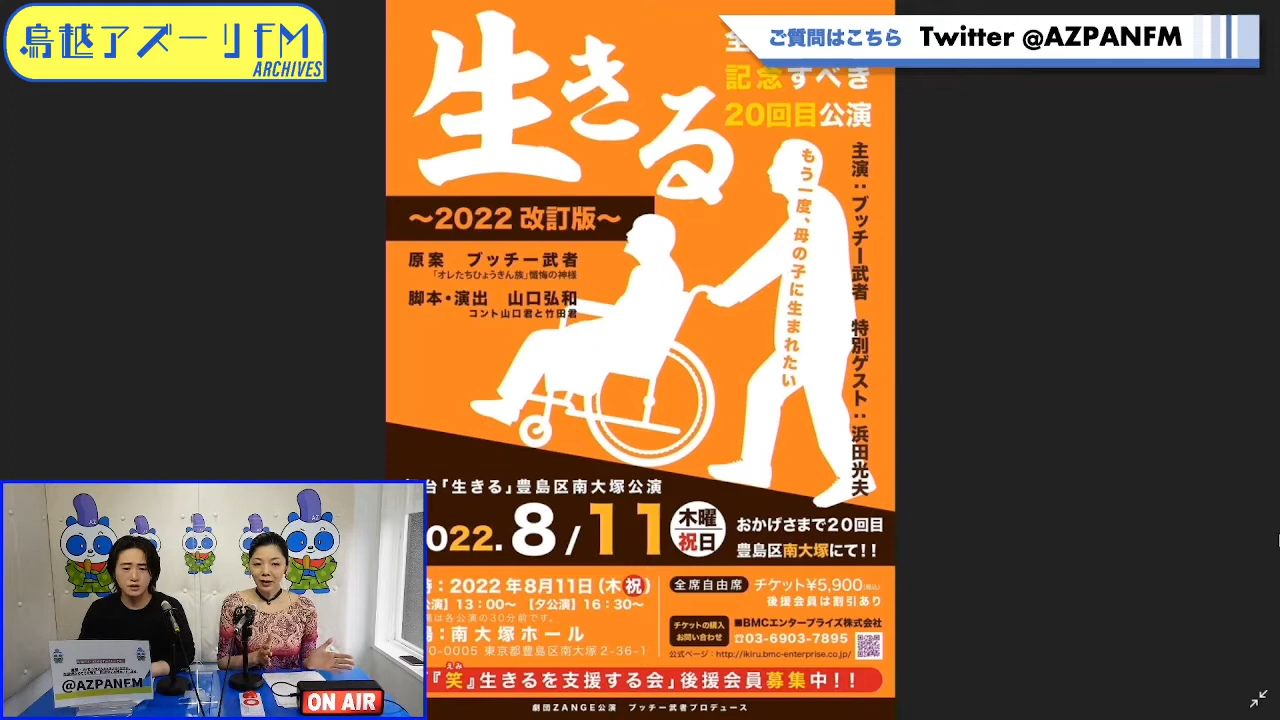 鳥越アズーリFM
ARCHIVES
ご質問はこちら Twitter @AZPANFM
生きる
記念すべき
20回目公演
〜2022 改訂版〜
原案 ブッチー武者
「オレたちひょうきん族」懺悔の神様
脚本・演出 山口弘和
コント山口君と竹田君
もう一度、母の子に生まれたい
主演:ブッチー武者 特別ゲスト:浜田光夫
台「生きる」豊島区南大塚公演
022. 8/11 木曜祝日
おかげさまで20回目
豊島区南大塚にて!!
時:2022年8月11日(木祝)
公演】13:00〜 【夕公演】16:30〜
場は各公演の30分前です。
場:南大塚ホール
0-0005 東京都豊島区南大塚2-36-1
全席自由席 チケット¥5,900(税込)
後援会員は割引あり
チケットの購入
お問い合わせ
■BMCエンタープライズ株式会社
☎03-6903-7895
公式ページ:http://ikiru.bmc-enterprise.co.jp/
『笑』生きるを支援する会」後援会員募集中!!
えみ
劇団ZANGE公演 ブッチー武者プロデュース
@AZPANFM
ON AIR